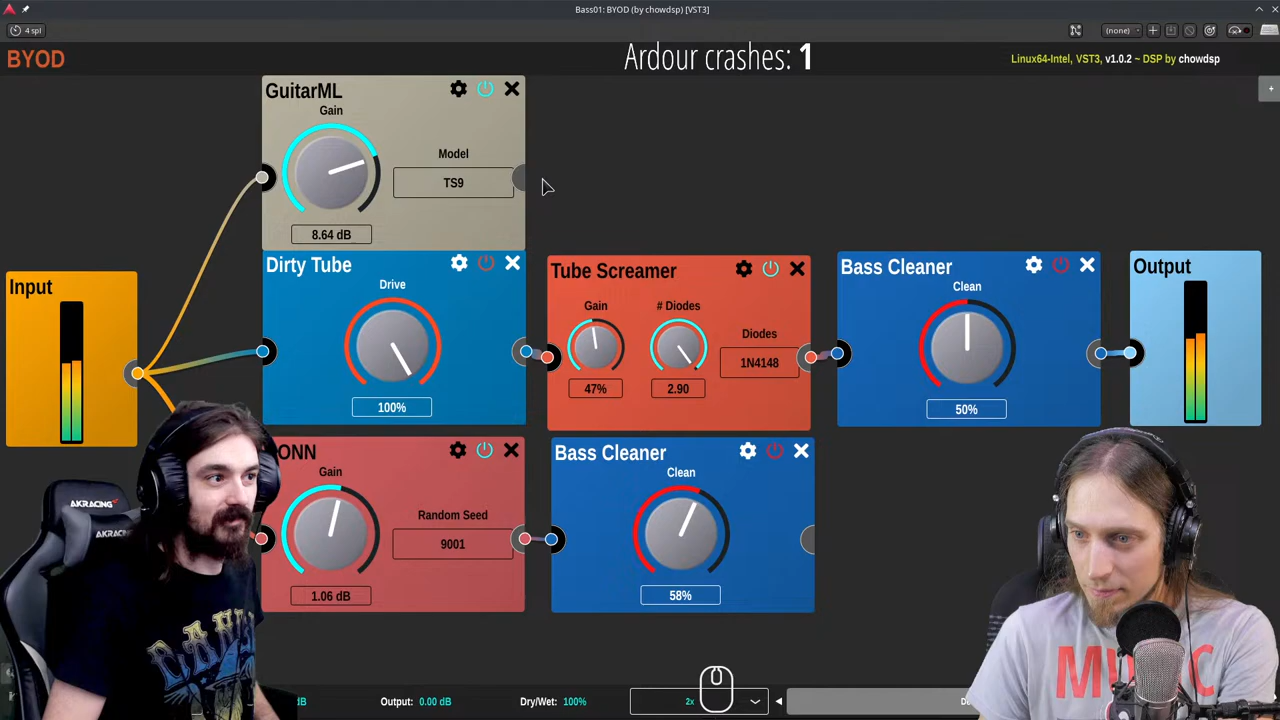 Bass01: BYOD (by chowdsp) [VST3]
4 spl
(none)
BYOD
Ardour crashes: 1
Linux64-Intel, VST3, v1.0.2 ~ DSP by chowdsp
GuitarML
Gain
Model
TS9
8.64 dB
Dirty Tube
Drive
100%
Tube Screamer
Gain
# Diodes
Diodes
1N4148
47%
2.90
Bass Cleaner
Clean
50%
Output
Input
ONN
Gain
Random Seed
9001
1.06 dB
Bass Cleaner
Clean
58%
AKRACING
dB
Output: 0.00 dB
Dry/Wet: 100%
2x